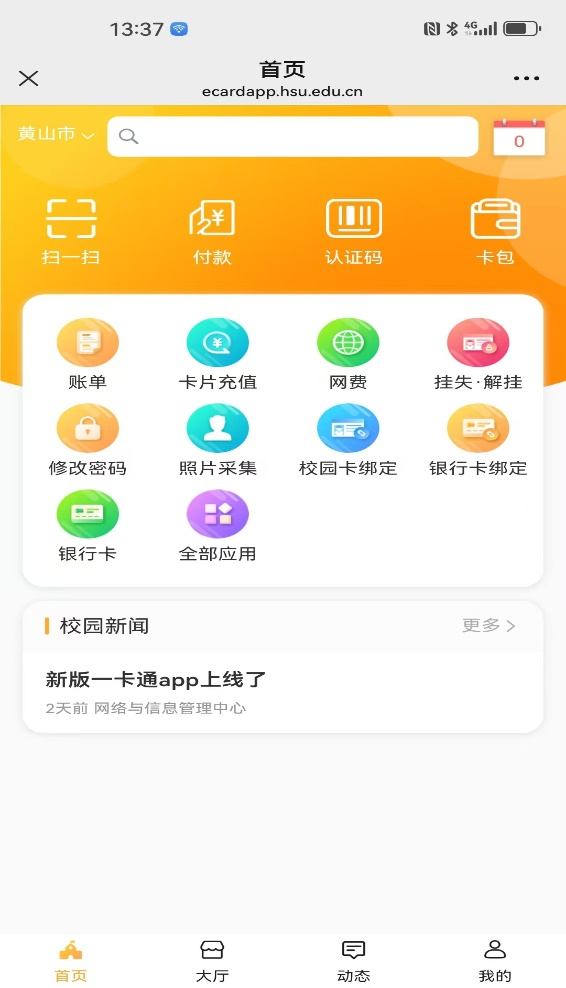 13:37
4G
首页
ecardapp.hsu.edu.cn
黄山市
0
扫一扫 付款 认证码 卡包
账单 卡片充值 网费 挂失·解挂
修改密码 照片采集 校园卡绑定 银行卡绑定
银行卡 全部应用
校园新闻 更多
新版一卡通app上线了
2天前 网络与信息管理中心
首页 大厅 动态 我的